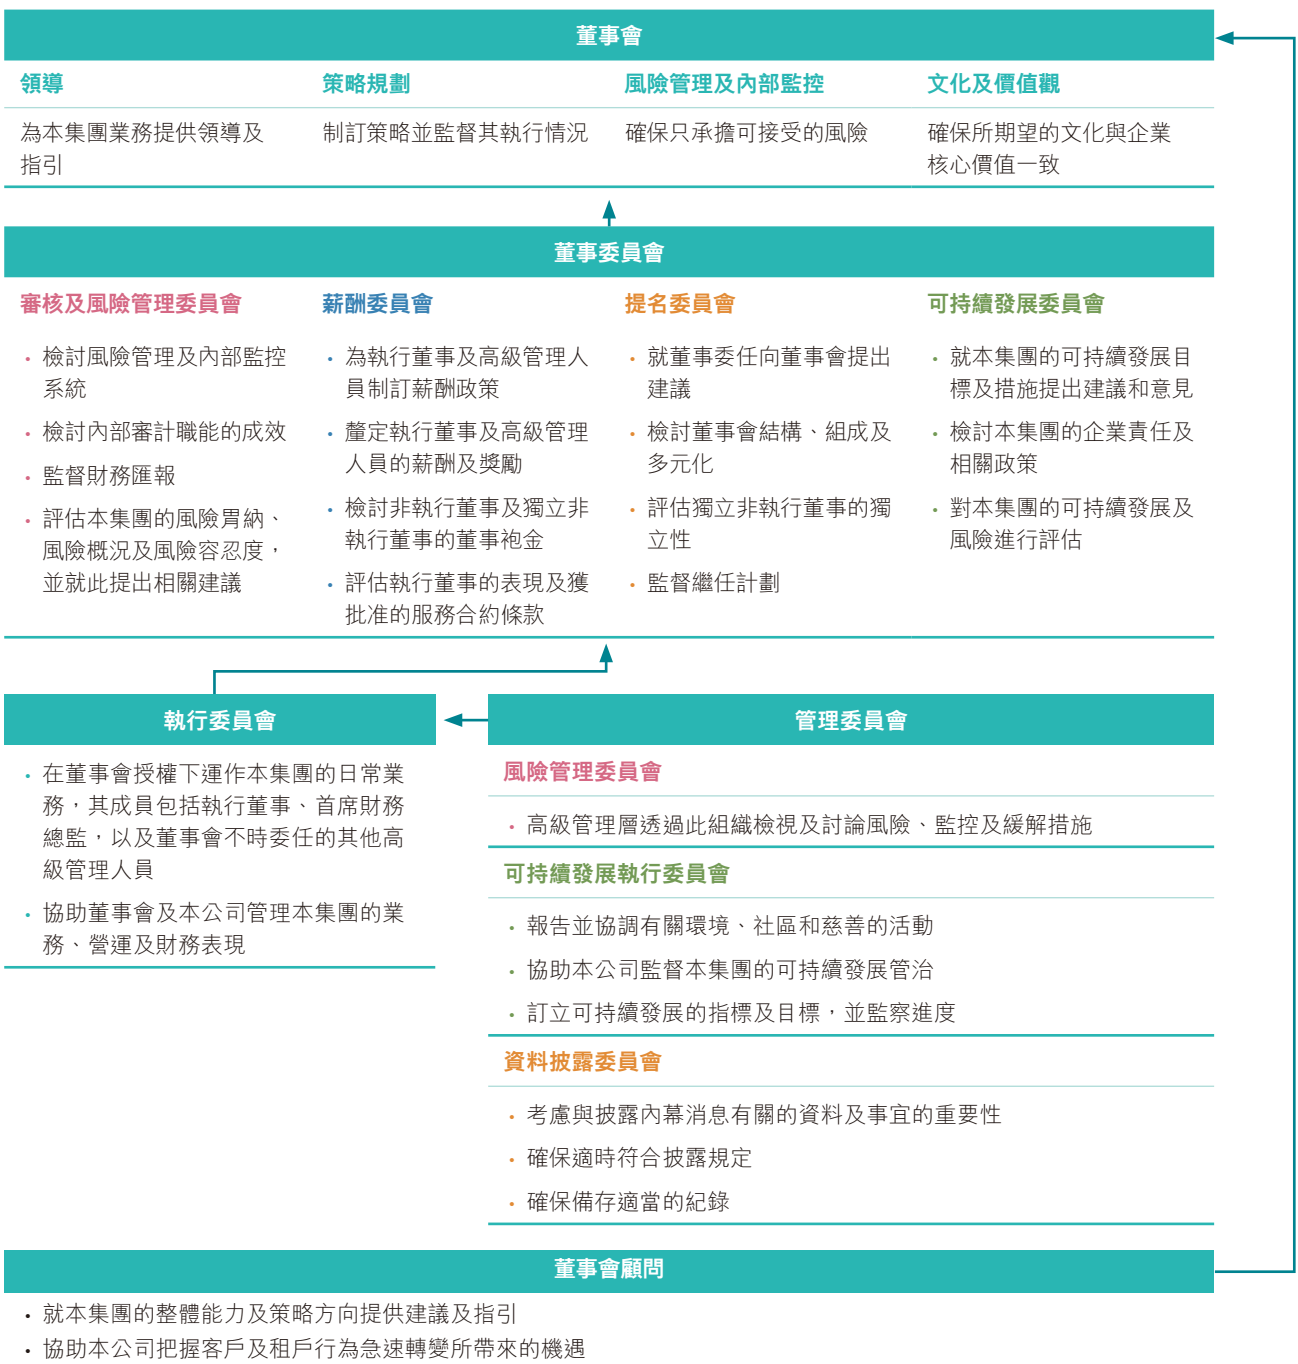 董事會
領導
為本集團業務提供領導及
指引
策略規劃
制訂策略並監督其執行情況
風險管理及內部監控
確保只承擔可接受的風險
文化及價值觀
確保所期望的文化與企業
核心價值一致
董事委員會
審核及風險管理委員會
• 檢討風險管理及內部監控
系統
• 檢討內部審計職能的成效
• 監督財務匯報
• 評估本集團的風險胃納、
風險概況及風險容忍度，
並就此提出相關建議
薪酬委員會
• 為執行董事及高級管理人
員制訂薪酬政策
• 釐定執行董事及高級管理
人員的薪酬及獎勵
• 檢討非執行董事及獨立非
執行董事的董事袍金
• 評估執行董事的表現及獲
批准的服務合約條款
提名委員會
• 就董事委任向董事會提出
建議
• 檢討董事會結構、組成及
多元化
• 評估獨立非執行董事的獨
立性
• 監督繼任計劃
可持續發展委員會
• 就本集團的可持續發展目
標及措施提出建議和意見
• 檢討本集團的企業責任及
相關政策
• 對本集團的可持續發展及
風險進行評估
執行委員會
• 在董事會授權下運作本集團的日常業
務，其成員包括執行董事、首席財務
總監，以及董事會不時委任的其他高
級管理人員
• 協助董事會及本公司管理本集團的業
務、營運及財務表現
管理委員會
風險管理委員會
• 高級管理層透過此組織檢視及討論風險、監控及緩解措施
可持續發展執行委員會
• 報告並協調有關環境、社區和慈善的活動
• 協助本公司監督本集團的可持續發展管治
• 訂立可持續發展的指標及目標，並監察進度
資料披露委員會
• 考慮與披露內幕消息有關的資料及事宜的重要性
• 確保適時符合披露規定
• 確保備存適當的紀錄
董事會顧問
• 就本集團的整體能力及策略方向提供建議及指引
• 協助本公司把握客戶及租戶行為急速轉變所帶來的機遇